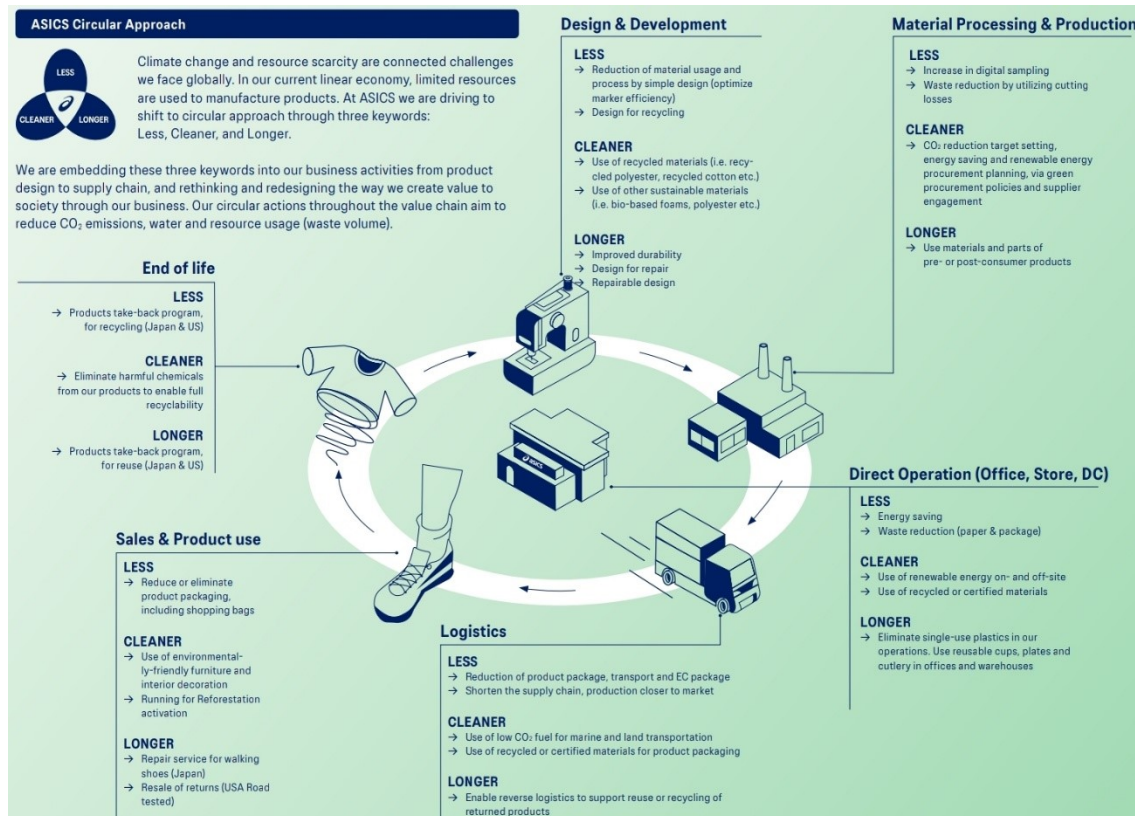 ASICS Circular Approach
LESS
CLEANER
LONGER
Climate change and resource scarcity are connected challenges
we face globally. In our current linear economy, limited resources
are used to manufacture products. At ASICS we are driving to
shift to circular approach through three keywords:
Less, Cleaner, and Longer.
We are embedding these three keywords into our business activities from product
design to supply chain, and rethinking and redesigning the way we create value to
society through our business. Our circular actions throughout the value chain aim to
reduce CO₂ emissions, water and resource usage (waste volume).
Design & Development
LESS
→ Reduction of material usage and
process by simple design (optimize
marker efficiency)
→ Design for recycling
CLEANER
→ Use of recycled materials (i.e. recy-
cled polyester, recycled cotton etc.)
→ Use of other sustainable materials
(i.e. bio-based foams, polyester etc.)
LONGER
→ Improved durability
→ Design for repair
→ Repairable design
Material Processing & Production
LESS
→ Increase in digital sampling
→ Waste reduction by utilizing cutting
losses
CLEANER
→ CO₂ reduction target setting,
energy saving and renewable energy
procurement planning, via green
procurement policies and supplier
engagement
LONGER
→ Use materials and parts of
pre- or post-consumer products
Direct Operation (Office, Store, DC)
LESS
→ Energy saving
→ Waste reduction (paper & package)
CLEANER
→ Use of renewable energy on- and off-site
→ Use of recycled or certified materials
LONGER
→ Eliminate single-use plastics in our
operations. Use reusable cups, plates and
cutlery in offices and warehouses
Logistics
LESS
→ Reduction of product package, transport and EC package
→ Shorten the supply chain, production closer to market
CLEANER
→ Use of low CO₂ fuel for marine and land transportation
→ Use of recycled or certified materials for product packaging
LONGER
→ Enable reverse logistics to support reuse or recycling of
returned products
Sales & Product use
LESS
→ Reduce or eliminate
product packaging,
including shopping bags
CLEANER
→ Use of environmental-
ly-friendly furniture and
interior decoration
→ Running for Reforestation
activation
LONGER
→ Repair service for walking
shoes (Japan)
→ Resale of returns (USA Road
tested)
End of life
LESS
→ Products take-back program,
for recycling (Japan & US)
CLEANER
→ Eliminate harmful chemicals
from our products to enable full
recyclability
LONGER
→ Products take-back program,
for reuse (Japan & US)
ASICS